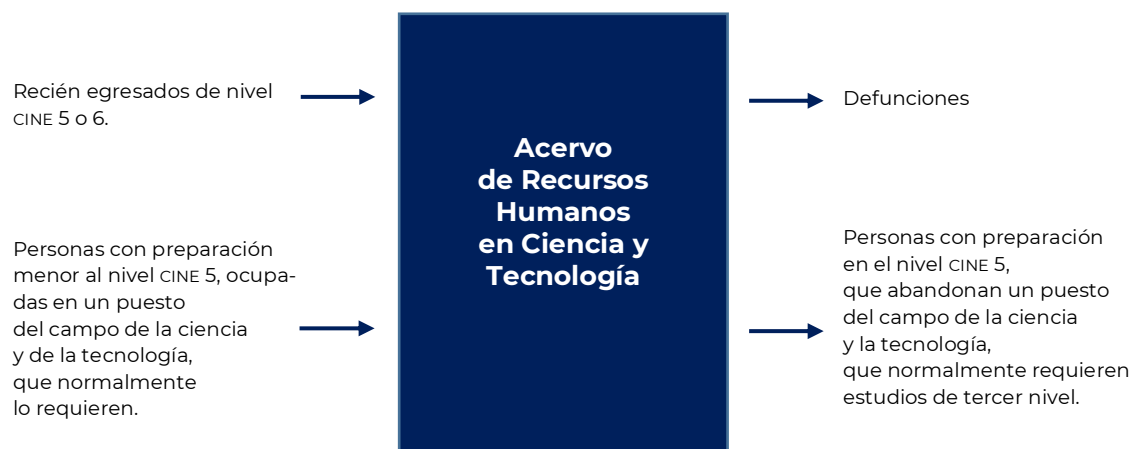 Recién egresados de nivel
CINE 5 o 6.
Personas con preparación
menor al nivel CINE 5, ocupa-
das en un puesto
del campo de la ciencia
y de la tecnología,
que normalmente
lo requieren.
Acervo
de Recursos
Humanos
en Ciencia y
Tecnología
Defunciones
Personas con preparación
en el nivel CINE 5,
que abandonan un puesto
del campo de la ciencia
y la tecnología,
que normalmente requieren
estudios de tercer nivel.